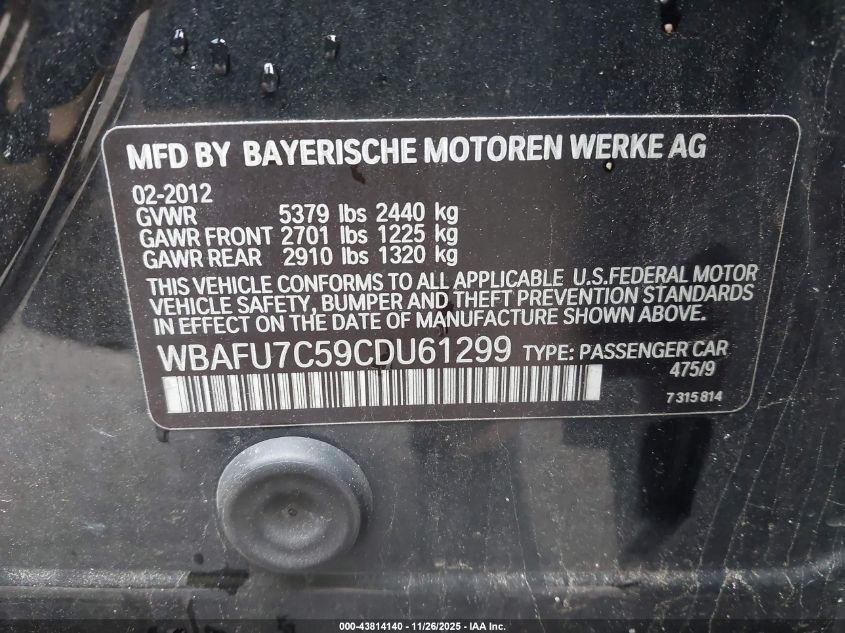 MFD BY BAYERISCHE MOTOREN WERKE AG
02-2012
GVWR 5379 lbs 2440 kg
GAWR FRONT 2701 lbs 1225 kg
GAWR REAR 2910 lbs 1320 kg
THIS VEHICLE CONFORMS TO ALL APPLICABLE U.S.FEDERAL MOTOR
VEHICLE SAFETY, BUMPER AND THEFT PREVENTION STANDARDS
IN EFFECT ON THE DATE OF MANUFACTURE SHOWN ABOVE.
WBAFU7C59CDU61299 TYPE: PASSENGER CAR
475/9
7 315 814
000-43814140 | 11/26/2025 - IAA Inc.